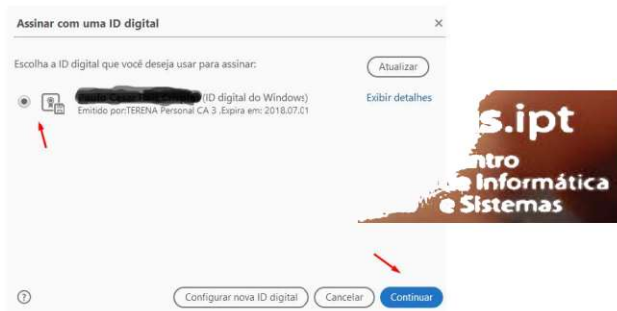 Assinar com uma ID digital
Escolha a ID digital que você deseja usar para assinar:
Atualizar
(ID digital do Windows)
Exibir detalhes
Emitido por:TERENA Personal CA 3 .Expira em: 2018.07.01
s.ipt
ntro
e Informática
e Sistemas
Configurar nova ID digital
Cancelar
Continuar